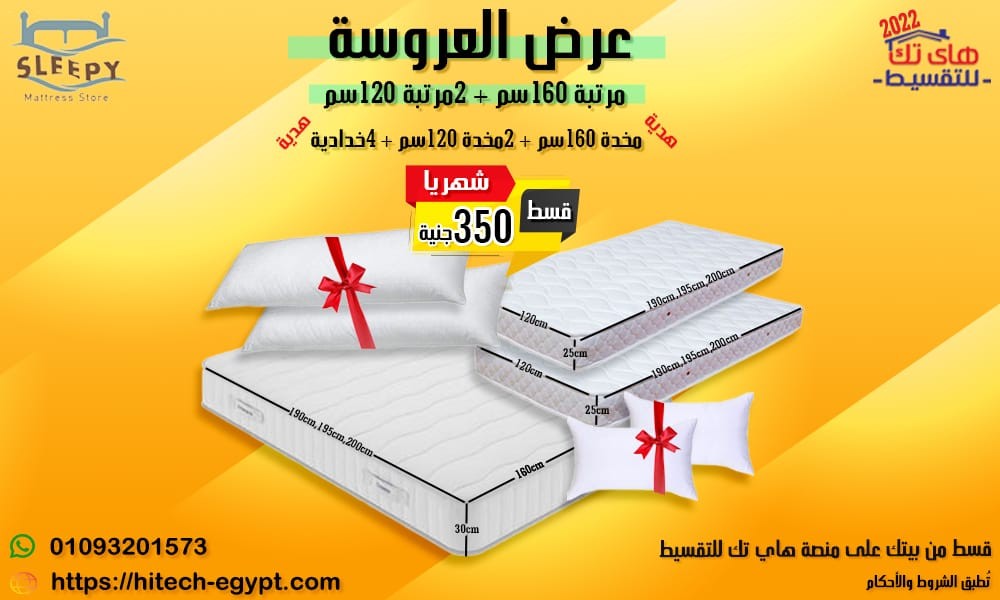 SLEEPY
Mattress Store
2022
هاى تك
للتقسيط
عرض العروسة
مرتبة 160سم + 2مرتبة 120سم
هدية
مخدة 160سم + 2مخدة 120سم + 4خدادية
هدية
شهريا
قسط
350جنية
120cm
190cm,195cm,200cm
25cm
120cm
190cm,195cm,200cm
25cm
190cm,195cm,200cm
160cm
30cm
01093201573
قسط من بيتك على منصة هاي تك للتقسيط
https://hitech-egypt.com
تُطبق الشروط والأحكام